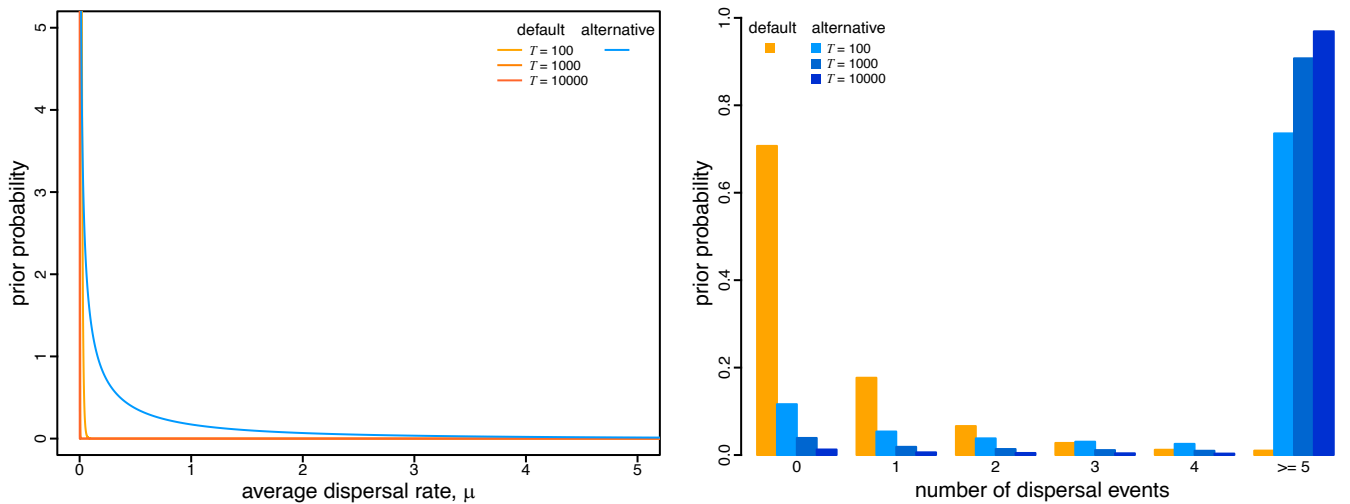 default alternative
T = 100
T = 1000
T = 10000
prior probability
0 1 2 3 4 5
0 1 2 3 4 5
average dispersal rate, μ
default alternative
T = 100
T = 1000
T = 10000
prior probability
0.0 0.2 0.4 0.6 0.8 1.0
0 1 2 3 4 >= 5
number of dispersal events